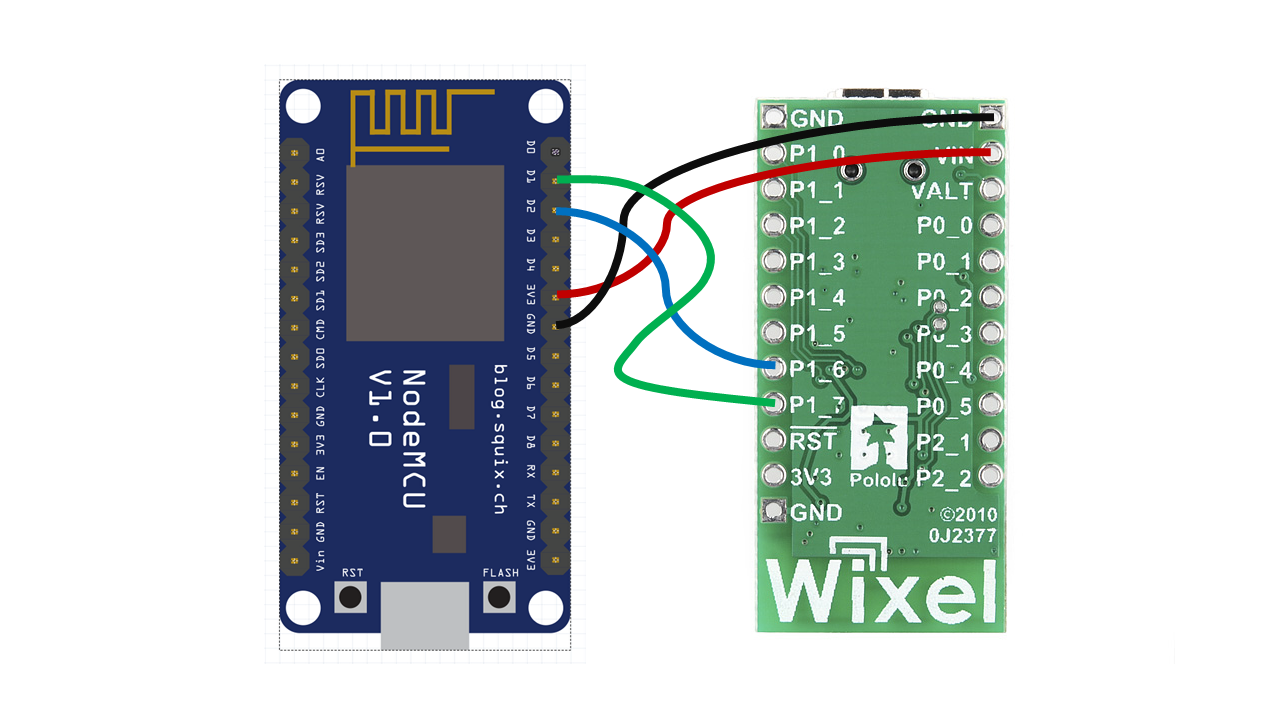 A0
RSV
RSV
SD3
SD2
SD1
CMD
SD0
CLK
GND
3V3
EN
RST
GND
Vin
D0
D1
D2
D3
D4
3V3
GND
D5
D6
D7
D8
RX
TX
GND
3V3
NodeMCU
V1.0
blog.squix.ch
RST
FLASH
GND
P1_0
P1_1
P1_2
P1_3
P1_4
P1_5
P1_6
P1_7
RST
3V3
GND
GND
VIN
VALT
P0_0
P0_1
P0_2
P0_3
P0_4
P0_5
P2_1
P2_2
Pololu
©2010
0J2377
Wixel